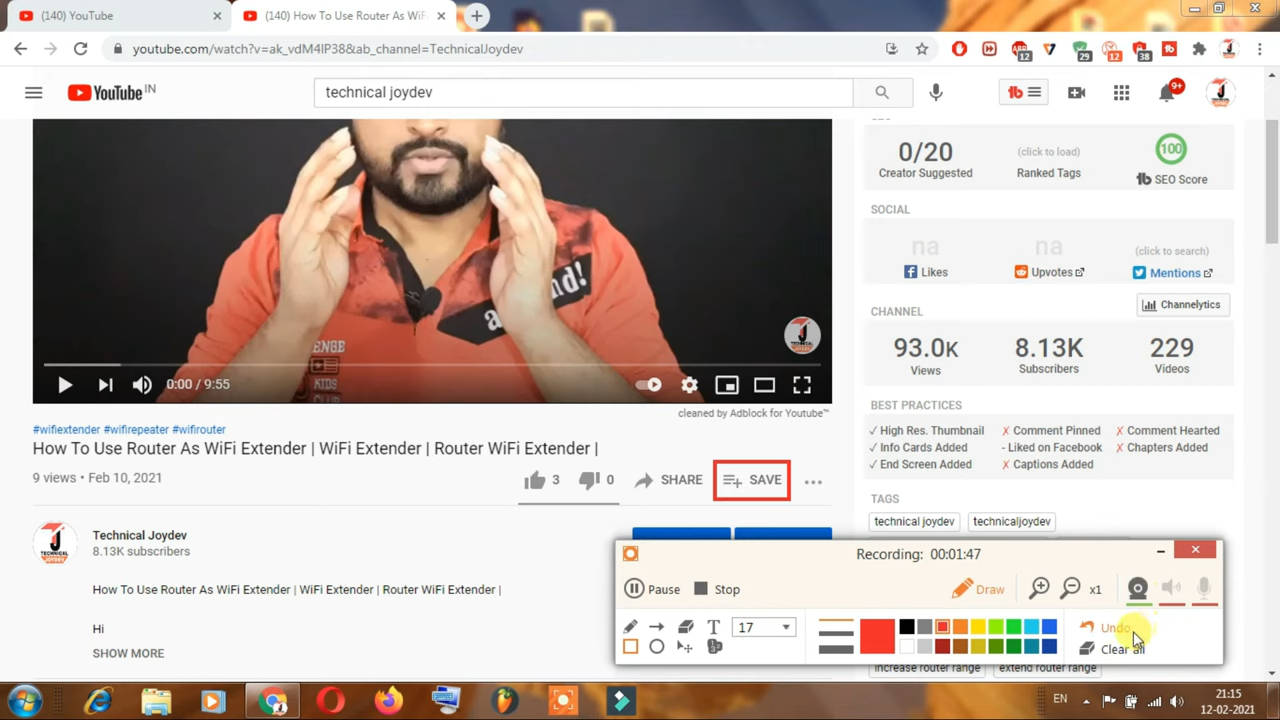 (140) YouTube
(140) How To Use Router As WiFi
youtube.com/watch?v=ak_vdM4lP38&ab_channel=TechnicalJoydev
12
29
12
38
YouTube IN
technical joydev
9+
0/20
Creator Suggested
(click to load)
Ranked Tags
100
SEO Score
SOCIAL
na
Likes
na
Upvotes
(click to search)
Mentions
CHANNEL
Channelytics
93.0K
Views
8.13K
Subscribers
229
Videos
BEST PRACTICES
✓ High Res. Thumbnail ✗ Comment Pinned ✗ Comment Hearted
✓ Info Cards Added - Liked on Facebook ✗ Chapters Added
✓ End Screen Added ✗ Captions Added
TAGS
technical joydev technicaljoydev
0:00 / 9:55
cleaned by Adblock for Youtube™
#wifiextender #wifirepeater #wifirouter
How To Use Router As WiFi Extender | WiFi Extender | Router WiFi Extender |
9 views • Feb 10, 2021
3 0 SHARE SAVE
Technical Joydev
8.13K subscribers
How To Use Router As WiFi Extender | WiFi Extender | Router WiFi Extender |
Hi
SHOW MORE
Recording: 00:01:47
Pause Stop Draw x1
17
Undo
Clear all
increase router range extend router range
EN
21:15
12-02-2021